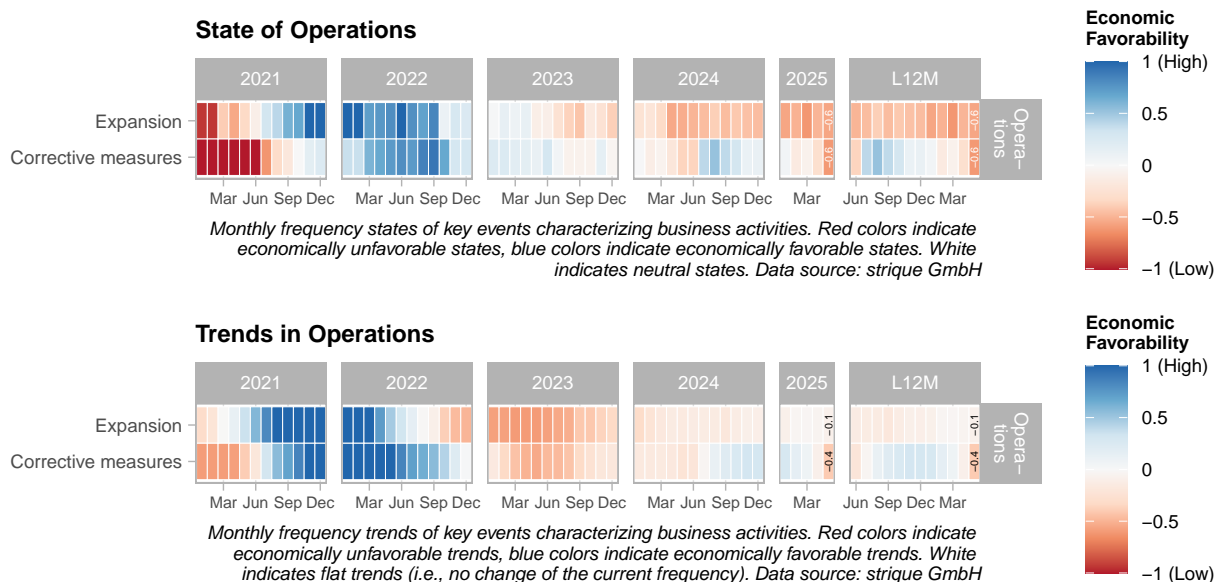 State of Operations
2021 2022 2023 2024 2025 L12M
Expansion
−0.6 −0.6
Corrective measures
−0.6 −0.6
Opera−
tions
Mar Jun Sep Dec Mar Jun Sep Dec Mar Jun Sep Dec Mar Jun Sep Dec Mar Jun Sep Dec Mar
Monthly frequency states of key events characterizing business activities. Red colors indicate
economically unfavorable states, blue colors indicate economically favorable states. White
indicates neutral states. Data source: strique GmbH
Economic
Favorability
1 (High)
0.5
0
−0.5
−1 (Low)
Trends in Operations
2021 2022 2023 2024 2025 L12M
Expansion
−0.1 −0.1
Corrective measures
−0.4 −0.4
Opera−
tions
Mar Jun Sep Dec Mar Jun Sep Dec Mar Jun Sep Dec Mar Jun Sep Dec Mar Jun Sep Dec Mar
Monthly frequency trends of key events characterizing business activities. Red colors indicate
economically unfavorable trends, blue colors indicate economically favorable trends. White
indicates flat trends (i.e., no change of the current frequency). Data source: strique GmbH
Economic
Favorability
1 (High)
0.5
0
−0.5
−1 (Low)